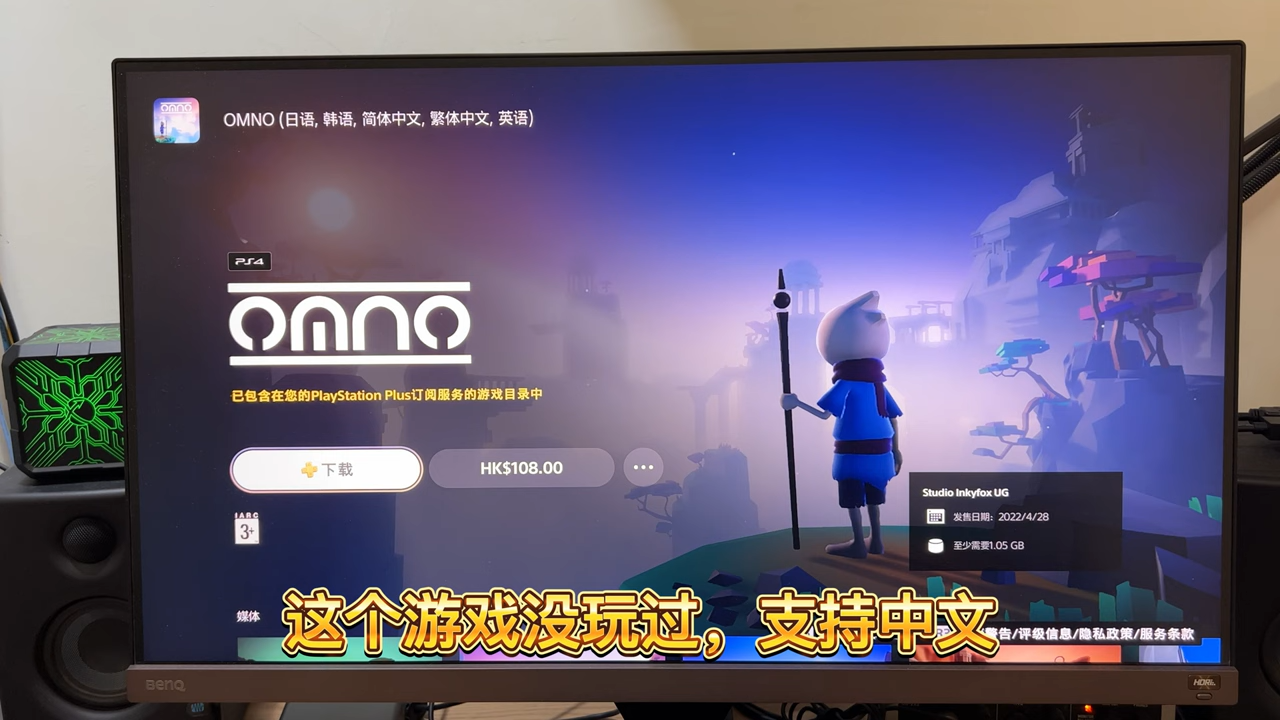 OMNO
OMNO (日语, 韩语, 简体中文, 繁体中文, 英语)
PS4
OMNO
已包含在您的PlayStation Plus订阅服务的游戏目录中
下载
HK$108.00
IARC
3+
Studio Inkyfox UG
发售日期: 2022/4/28
至少需要1.05 GB
媒体
告/评级信息/隐私政策/服务条款
这个游戏没玩过，支持中文
BenQ
HDRi